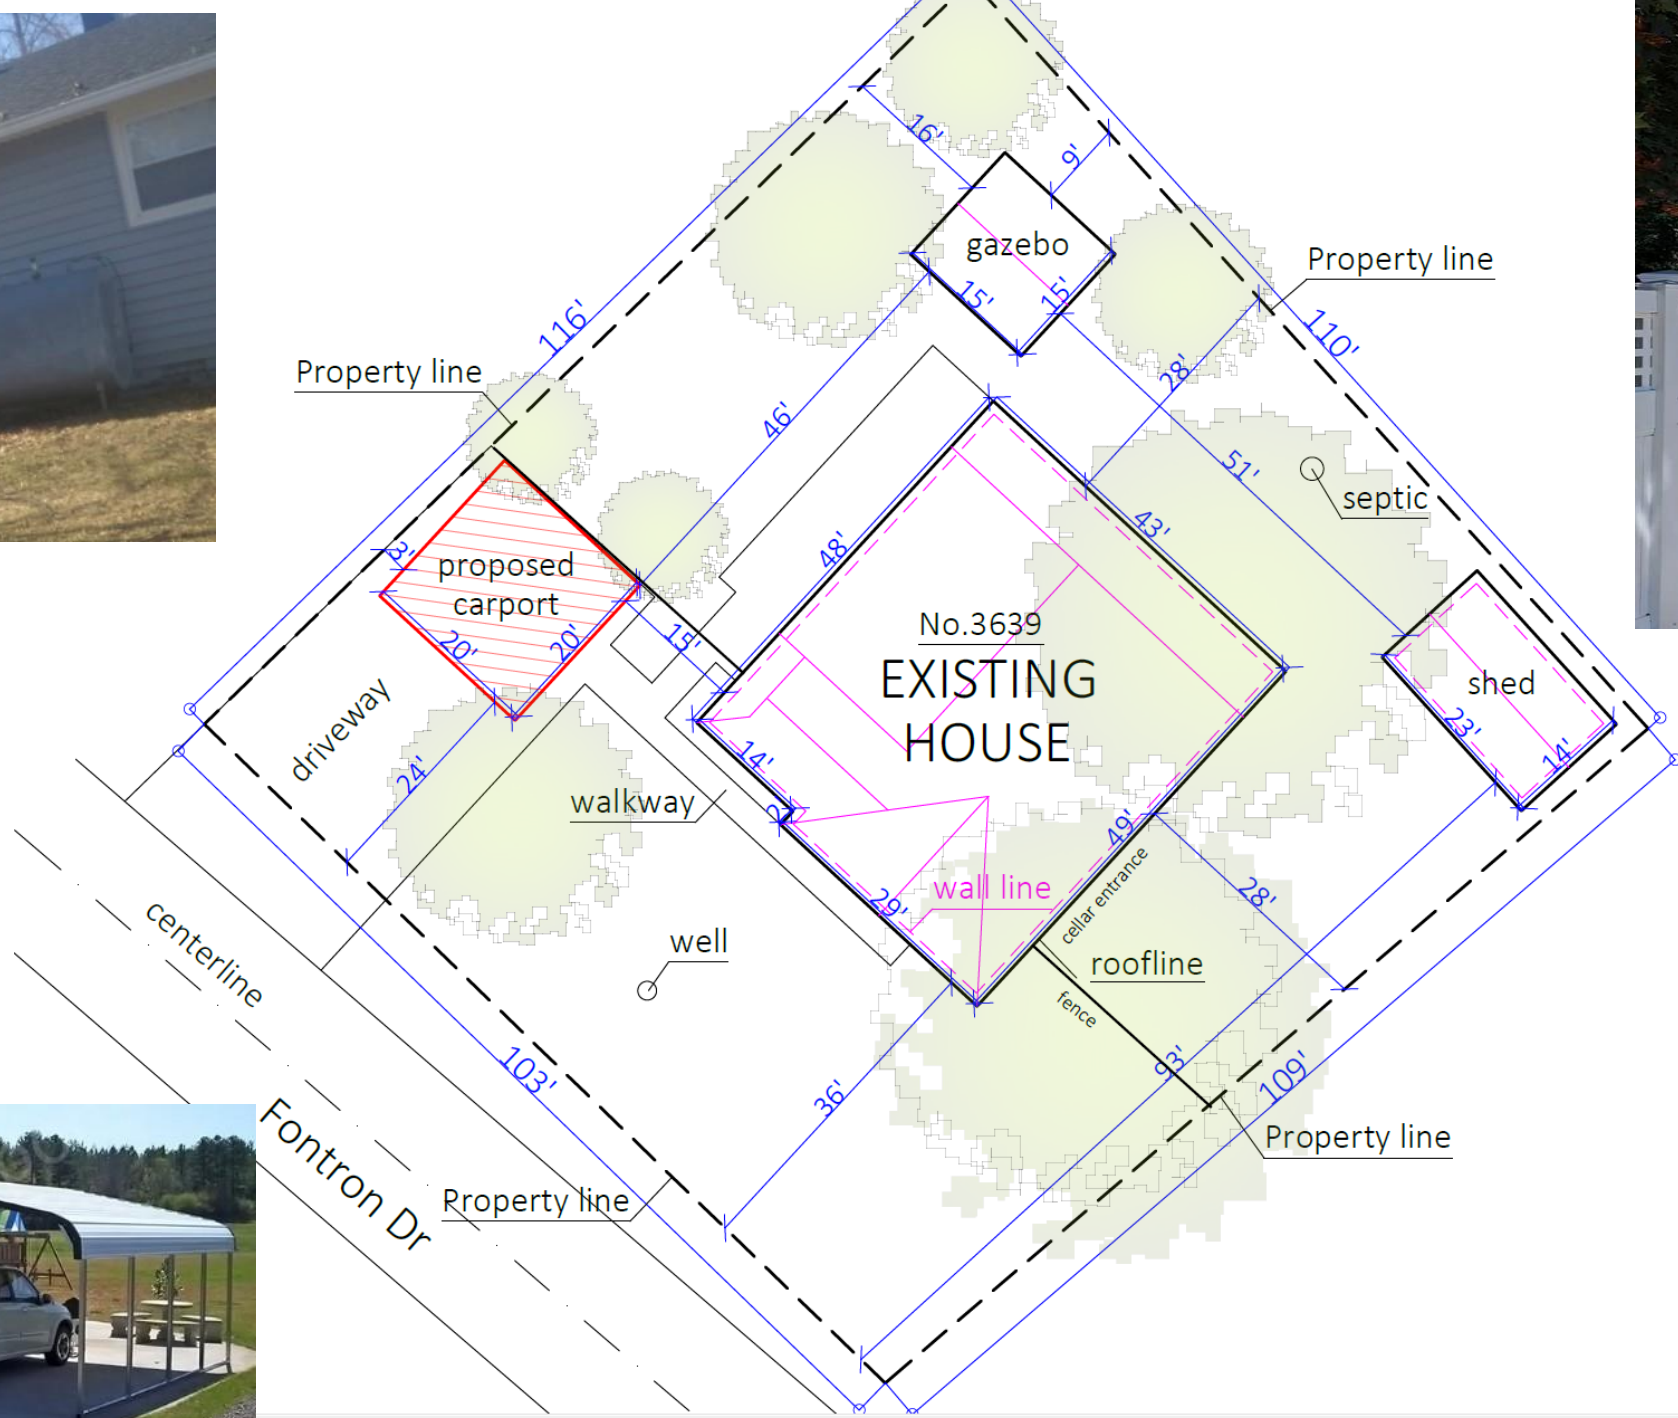 16'
9'
gazebo
15'
15'
Property line
116'
110'
Property line
28'
46'
51'
septic
43'
48'
3'
proposed
carport
20'
20'
15'
No.3639
EXISTING
HOUSE
shed
23'
14'
driveway
24'
14'
walkway
2'
49'
cellar entrance
wall line
29'
28'
centerline
well
roofline
fence
103'
36'
93'
109'
Fontron Dr
Property line
Property line